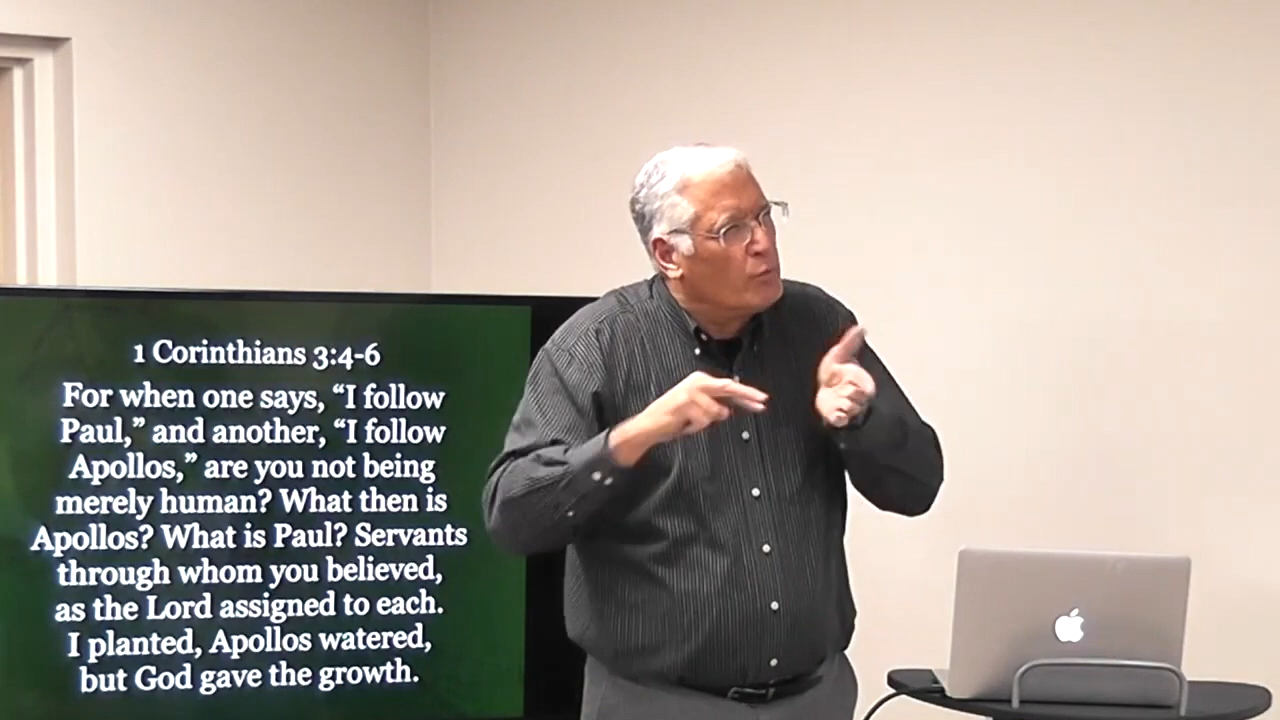 1 Corinthians 3:4-6
For when one says, “I follow
Paul,” and another, “I follow
Apollos,” are you not being
merely human? What then is
Apollos? What is Paul? Servants
through whom you believed,
as the Lord assigned to each.
I planted, Apollos watered,
but God gave the growth.